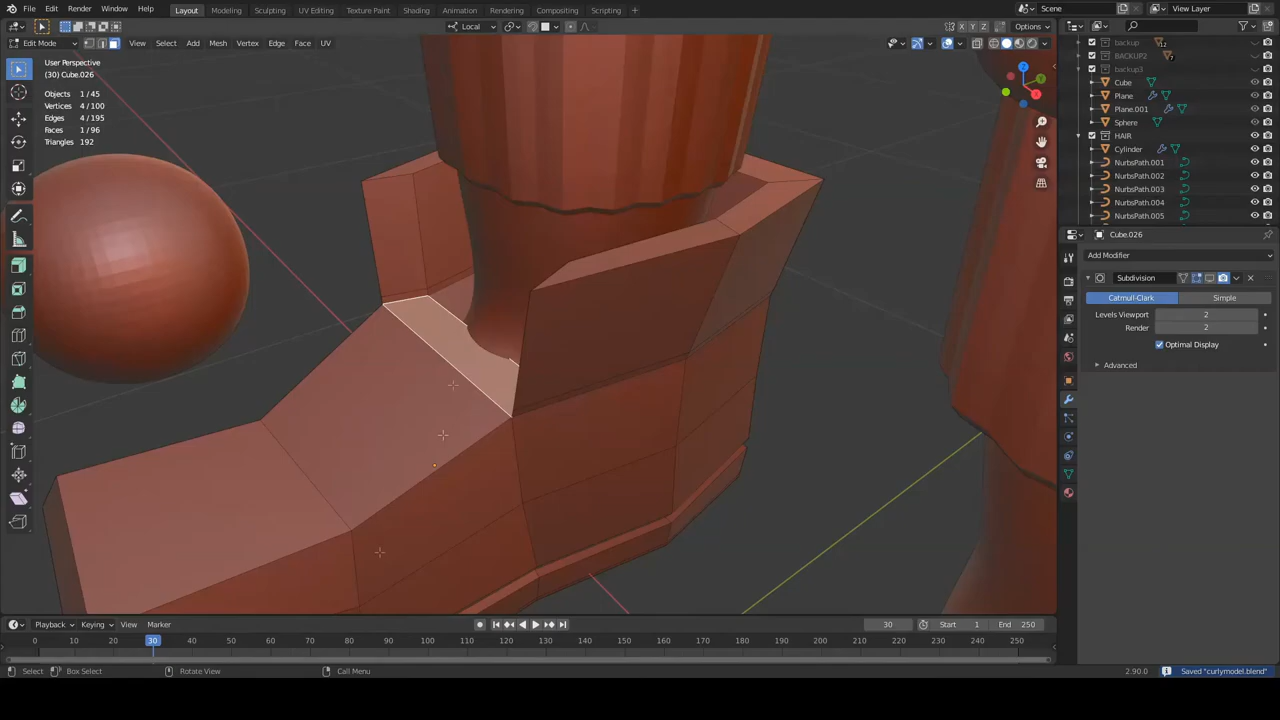 File Edit Render Window Help Layout Modeling Sculpting UV Editing Texture Paint Shading Animation Rendering Compositing Scripting + Scene View Layer
Local X Y Z Options
Edit Mode View Select Add Mesh Vertex Edge Face UV
User Perspective
(30) Cube.026
Objects 1/45
Vertices 4/100
Edges 4/195
Faces 1/96
Triangles 192
Z
Y
X
backup 12
BACKUP2 7
backup3
Cube
Plane
Plane.001
Sphere
HAIR
Cylinder
NurbsPath.001
NurbsPath.002
NurbsPath.003
NurbsPath.004
NurbsPath.005
Cube.026
Add Modifier
Subdivision
Catmull-Clark Simple
Levels Viewport 2
Render 2
Optimal Display
Advanced
Playback Keying View Marker 30 Start 1 End 250
0 10 20 30 40 50 60 70 80 90 100 110 120 130 140 150 160 170 180 190 200 210 220 230 240 250
Select Box Select Rotate View Call Menu 2.90.0 Saved "curlymodel.blend"